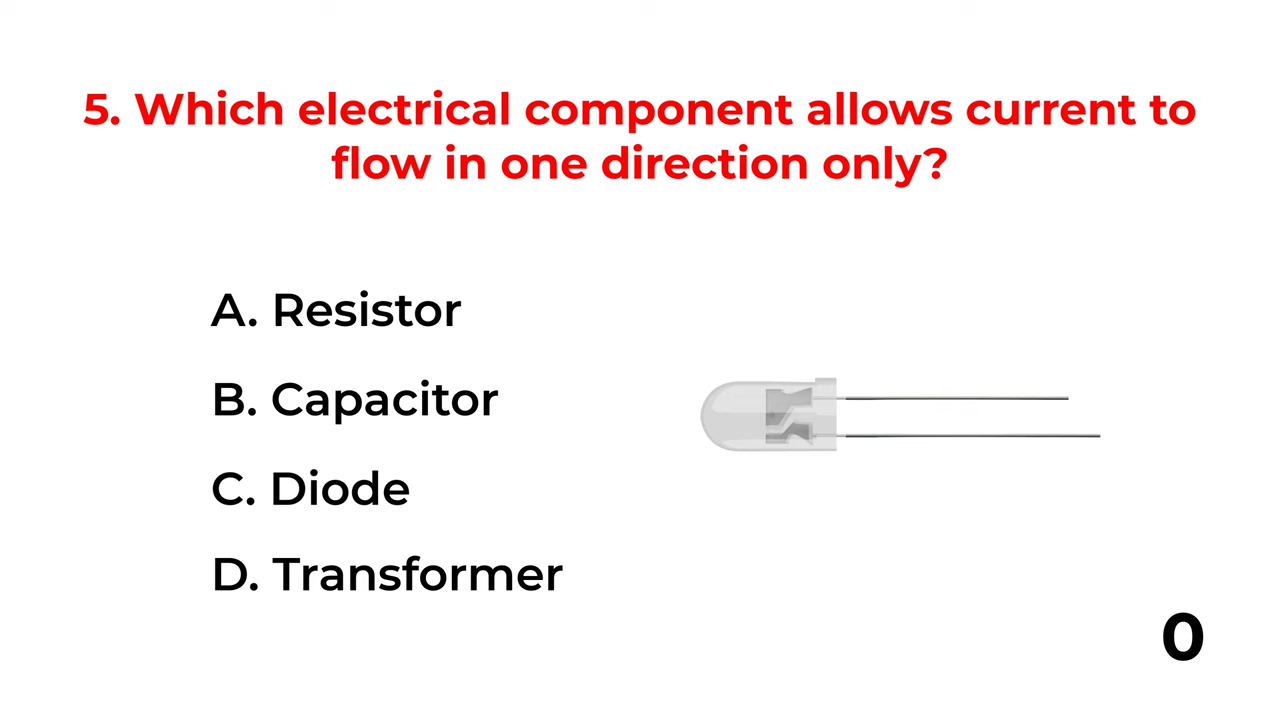 5. Which electrical component allows current to
flow in one direction only?
A. Resistor
B. Capacitor
C. Diode
D. Transformer
0